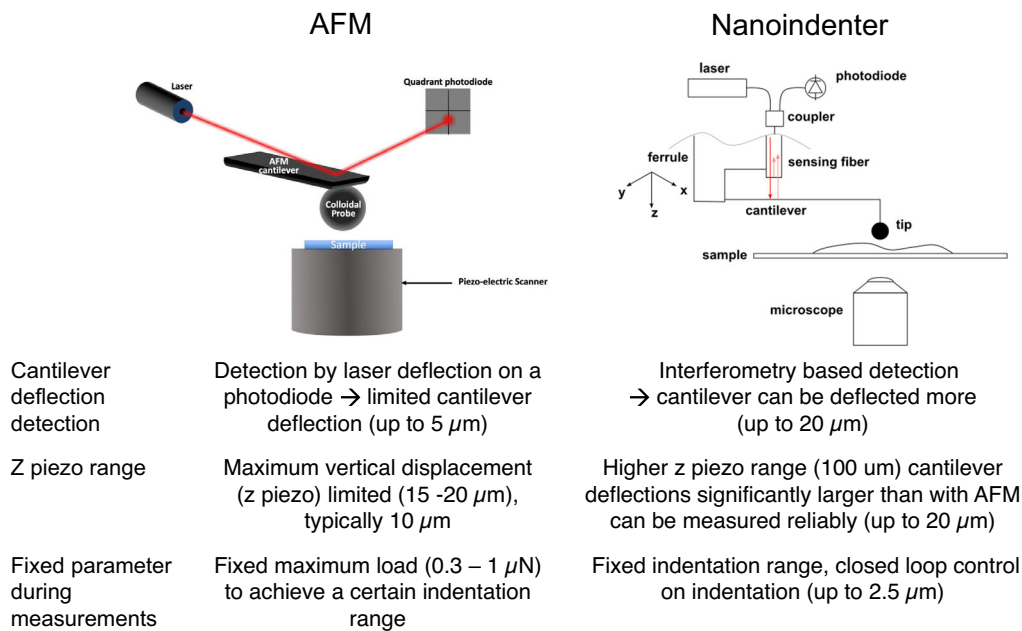 AFM
Nanoindenter
Laser
Quadrant photodiode
AFM
cantilever
Colloidal
Probe
Sample
Piezo-electric Scanner
laser
photodiode
coupler
ferrule
sensing fiber
y
x
z
cantilever
tip
sample
microscope
Cantilever
deflection
detection
Detection by laser deflection on a
photodiode → limited cantilever
deflection (up to 5 µm)
Interferometry based detection
→ cantilever can be deflected more
(up to 20 µm)
Z piezo range
Maximum vertical displacement
(z piezo) limited (15 -20 µm),
typically 10 µm
Higher z piezo range (100 um) cantilever
deflections significantly larger than with AFM
can be measured reliably (up to 20 µm)
Fixed parameter
during
measurements
Fixed maximum load (0.3 – 1 µN)
to achieve a certain indentation
range
Fixed indentation range, closed loop control
on indentation (up to 2.5 µm)